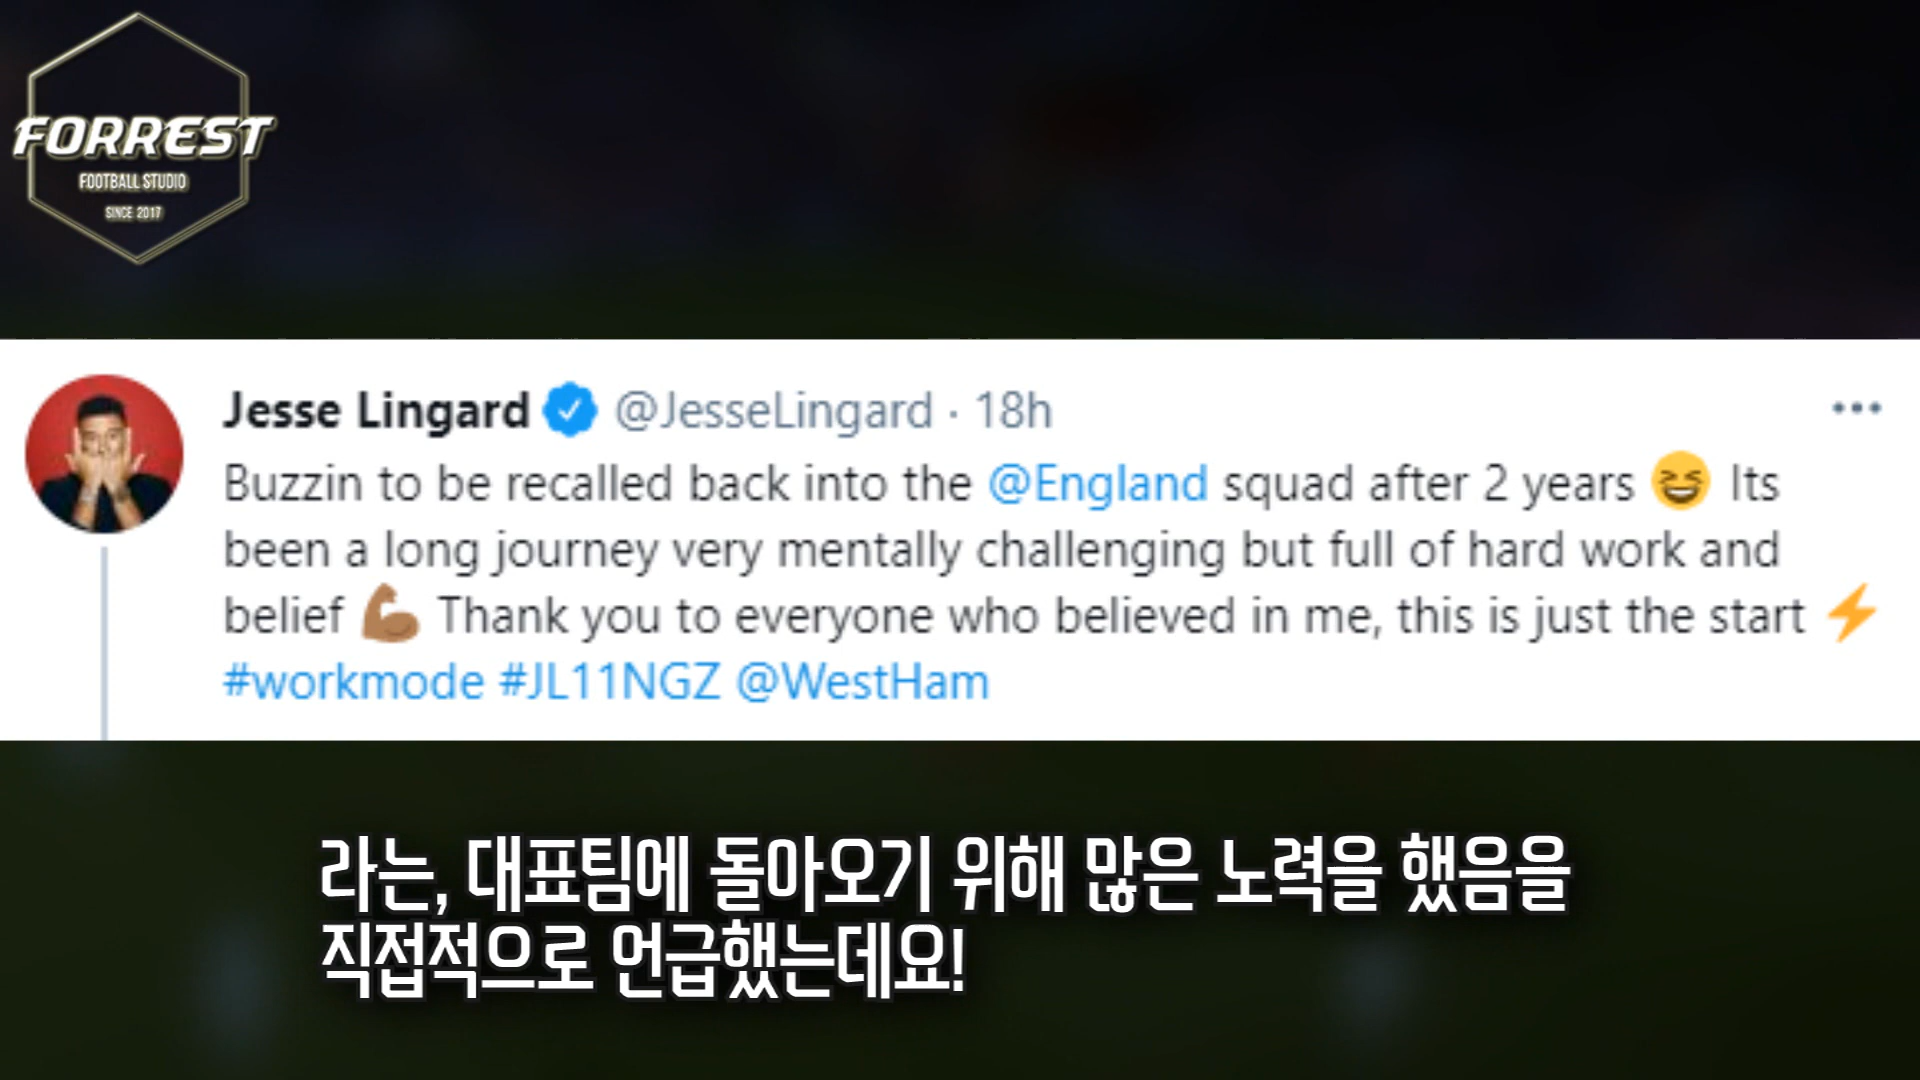 FORREST
FOOTBALL STUDIO
SINCE 2017
Jesse Lingard @JesseLingard · 18h
Buzzin to be recalled back into the @England squad after 2 years 😆 Its
been a long journey very mentally challenging but full of hard work and
belief 💪🏾 Thank you to everyone who believed in me, this is just the start ⚡
#workmode #JL11NGZ @WestHam
라는, 대표팀에 돌아오기 위해 많은 노력을 했음을
직접적으로 언급했는데요!